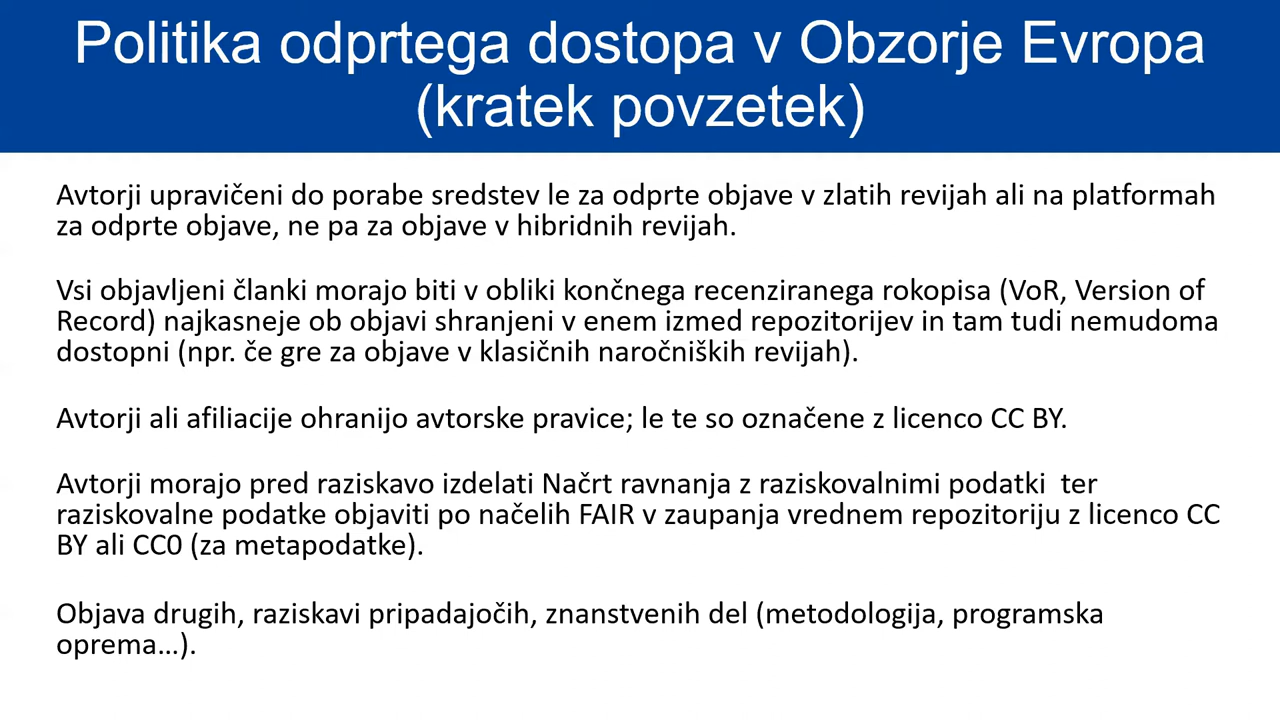 Politika odprtega dostopa v Obzorje Evropa
(kratek povzetek)
Avtorji upravičeni do porabe sredstev le za odprte objave v zlatih revijah ali na platformah
za odprte objave, ne pa za objave v hibridnih revijah.
Vsi objavljeni članki morajo biti v obliki končnega recenziranega rokopisa (VoR, Version of
Record) najkasneje ob objavi shranjeni v enem izmed repozitorijev in tam tudi nemudoma
dostopni (npr. če gre za objave v klasičnih naročniških revijah).
Avtorji ali afiliacije ohranijo avtorske pravice; le te so označene z licenco CC BY.
Avtorji morajo pred raziskavo izdelati Načrt ravnanja z raziskovalnimi podatki  ter
raziskovalne podatke objaviti po načelih FAIR v zaupanja vrednem repozitoriju z licenco CC
BY ali CC0 (za metapodatke).
Objava drugih, raziskavi pripadajočih, znanstvenih del (metodologija, programska
oprema…).